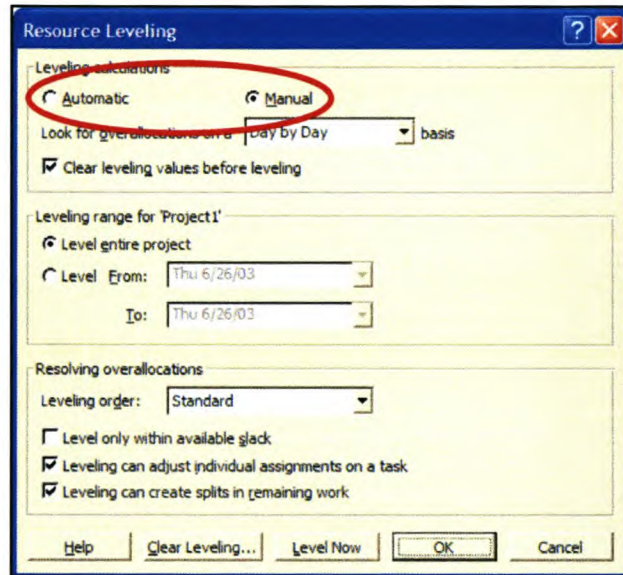 Resource Leveling
Leveling calculations
Automatic Manual
Look for overallocations on a Day by Day basis
Clear leveling values before leveling
Leveling range for 'Project1'
Level entire project
Level From: Thu 6/26/03
To: Thu 6/26/03
Resolving overallocations
Leveling order: Standard
Level only within available slack
Leveling can adjust individual assignments on a task
Leveling can create splits in remaining work
Help Clear Leveling... Level Now OK Cancel